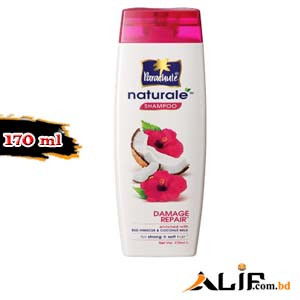 Parachute
naturale
SHAMPOO
170 ml
DAMAGE
REPAIR
enriched with
RED HIBISCUS & COCONUT MILK
for strong & soft hair
ALIF.com.bd